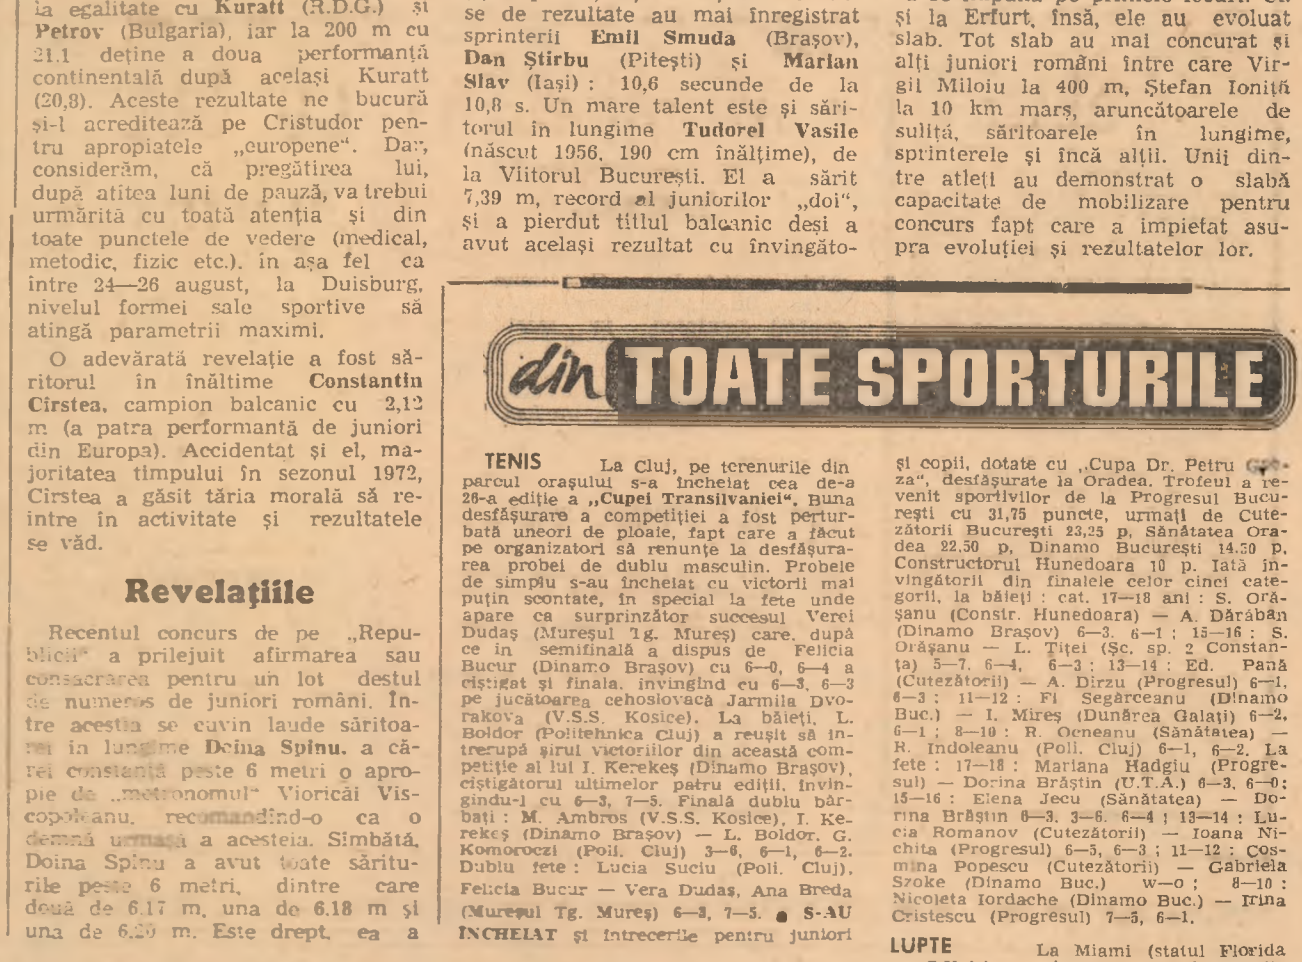 la egalitate cu Kuratt (R.D.G.) și
Petrov (Bulgaria), iar la 200 m cu
21.1 deține a doua performanță
continentală după același Kuratt
(20,8). Aceste rezultate ne bucură
și-l acreditează pe Cristudor pen-
tru apropiatele „europene“. Dar,
considerăm, că pregătirea lui,
după atîtea luni de pauză, va trebui
urmărită cu toată atenția și din
toate punctele de vedere (medical,
metodic, fizic etc.). în așa fel ca
între 24—26 august, la Duisburg,
nivelul formei sale sportive să
atingă parametrii maximi.
O adevărată revelație a fost să-
ritorul în înăltime Constantin
Cîrstea, campion balcanic cu 2,12
m (a patra performantă de juniori
din Europa). Accidentat și el, ma-
joritatea timpului în sezonul 1972,
Cîrstea a găsit tăria morală să re-
intre în activitate și rezultatele
se văd.
Revelațiile
Recentul concurs de pe „Repu-
blicii“ a prilejuit afirmarea sau
consacrarea pentru un lot destul
de numeros de juniori români. În-
tre acestia se cuvin laude săritoa-
rei în lungime Doina Spînu, a că-
rei constanță peste 6 metri o apro-
pie de „metronomul“ Vioricăi Vis-
copoleanu, recomandînd-o ca o
demnă urmașă a acesteia. Sîmbătă,
Doina Spînu a avut toate săritu-
rile peste 6 metri, dintre care
două de 6.17 m, una de 6.18 m și
una de 6.20 m. Este drept, ea a
se de rezultate au mai înregistrat
sprinterii Emil Smuda (Brașov),
Dan Știrbu (Pitești) și Marian
Slav (Iași) : 10,6 secunde de la
10,8 s. Un mare talent este și sări-
torul în lungime Tudorel Vasile
(născut 1956, 190 cm înălțime), de
la Viitorul București. El a sărit
7,39 m, record al juniorilor „doi“,
și a pierdut titlul balcanic deși a
avut același rezultat cu învingăto-
și la Erfurt, însă, ele au evoluat
slab. Tot slab au mai concurat și
alți juniori români între care Vir-
gil Miloiu la 400 m, Ștefan Ioniță
la 10 km marș, aruncătoarele de
suliță, săritoarele în lungime,
sprinterele și încă alții. Unii din-
tre atleți au demonstrat o slabă
capacitate de mobilizare pentru
concurs fapt care a impietat asu-
pra evoluției și rezultatelor lor.
din TOATE SPORTURILE
TENIS La Cluj, pe terenurile din
parcul orașului s-a încheiat cea de-a
26-a ediție a „Cupei Transilvaniei“. Buna
desfășurare a competiției a fost pertur-
bată uneori de ploaie, fapt care a făcut
pe organizatori să renunțe la desfășura-
rea probei de dublu masculin. Probele
de simplu s-au încheiat cu victorii mai
puțin scontate, în special la fete unde
apare ca surprinzător succesul Verei
Dudaș (Mureșul Tg. Mureș) care, după
ce în semifinală a dispus de Felicia
Bucur (Dinamo Brașov) cu 6—0, 6—4 a
cîștigat și finala, învingînd cu 6—3, 6—3
pe jucătoarea cehoslovacă Jarmila Dvo-
rakova (V.S.S. Kosice). La băieți, L.
Boldor (Politehnica Cluj) a reușit să în-
trerupă șirul victoriilor din această com-
petiție al lui I. Kerekeș (Dinamo Brașov),
cîștigătorul ultimelor patru ediții, învin-
gîndu-l cu 6—3, 7—5. Finală dublu băr-
bați : M. Ambros (V.S.S. Kosice), I. Ke-
rekeș (Dinamo Brașov) — L. Boldor, G.
Komoroczi (Poli. Cluj) 3—6, 6—1, 6—2.
Dublu fete : Lucia Suciu (Poli. Cluj),
Felicia Bucur — Vera Dudaș, Ana Breda
(Mureșul Tg. Mureș) 6—3, 7—5. ● S-AU
ÎNCHEIAT și întrecerile pentru juniori
și copii, dotate cu „Cupa Dr. Petru
za“, desfășurate la Oradea. Trofeul a re-
venit sportivilor de la Progresul Bucu-
rești cu 31,75 puncte, urmați de Cute-
zătorii București 23,25 p, Sănătatea Ora-
dea 22,50 p, Dinamo București 14.50 p,
Constructorul Hunedoara 10 p. Iată în-
vingătorii din finalele celor cinci cate-
gorii, la băieți : cat. 17—18 ani : S. Oră-
șanu (Constr. Hunedoara) — A. Dărăban
(Dinamo Brașov) 6—3, 6—1 ; 15—16 : S.
Orășanu — L. Țiței (Șc. sp. 2 Constan-
ța) 5—7, 6—4, 6—3 ; 13—14 : Ed. Pană
(Cutezătorii) — A. Dirzu (Progresul) 6—1,
6—3 ; 11—12 : Fl Segărceanu (Dinamo
Buc.) — I. Mireș (Dunărea Galați) 6—2,
6—1 ; 8—10 : R. Ocneanu (Sănătatea) —
R. Indoleanu (Poli. Cluj) 6—1, 6—2. La
fete : 17—18 : Mariana Hadgiu (Progre-
sul) — Dorina Brăștin (U.T.A.) 6—3, 6—0;
15—16 : Elena Jecu (Sănătatea) — Do-
rina Brăștin 6—3, 3—6, 6—4 ; 13—14 : Lu-
cia Romanov (Cutezătorii) — Ioana Ni-
chita (Progresul) 6—5, 6—3 ; 11—12 : Cos-
mina Popescu (Cutezătorii) — Gabriela
Szoke (Dinamo Buc.) w—o ; 8—10 :
Nicoleta Iordache (Dinamo Buc.) — Irina
Cristescu (Progresul) 7—5, 6—1.
LUPTE La Miami (statul Florida